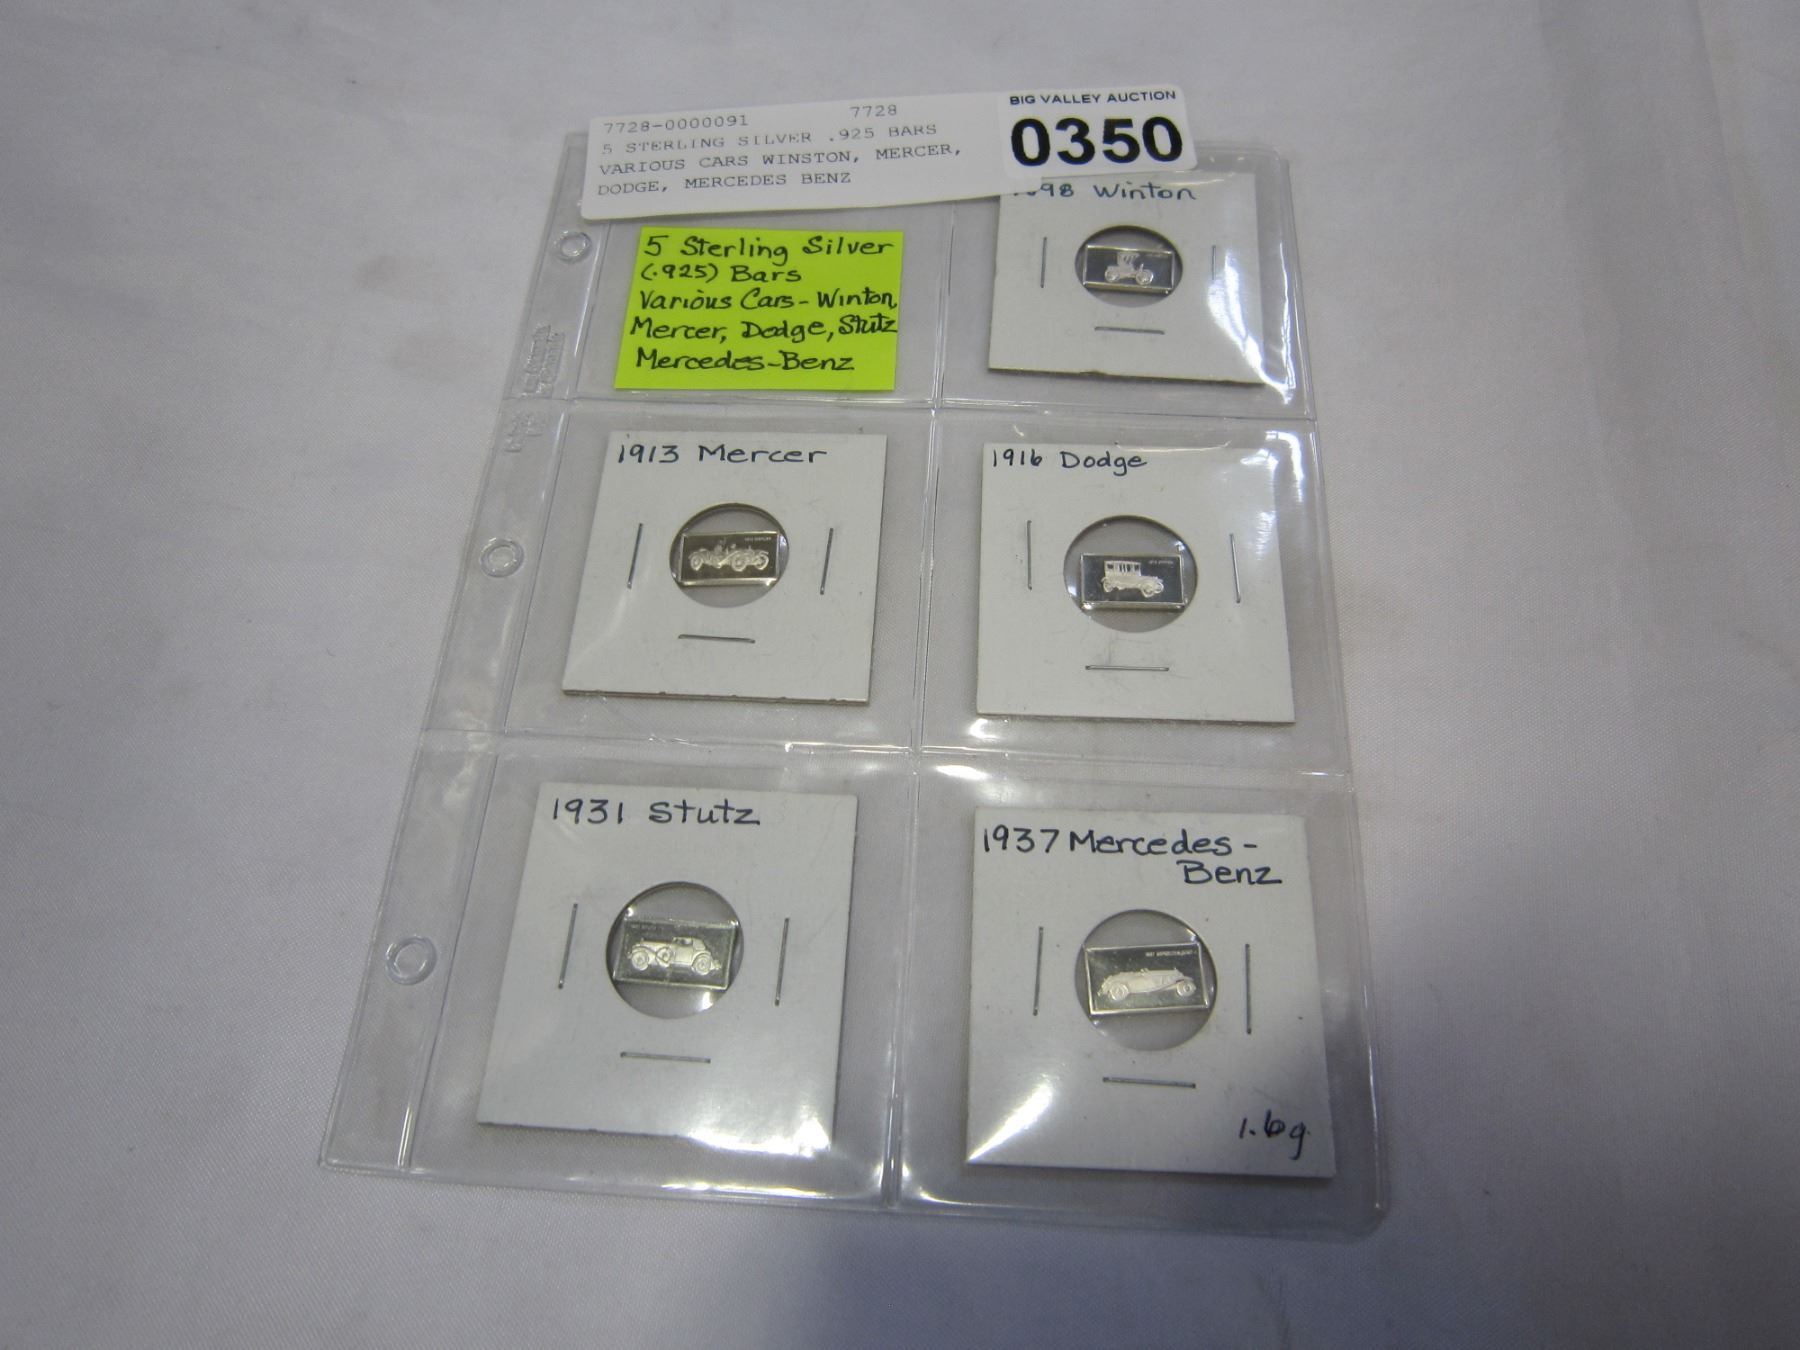 7728-0000091 7728
5 STERLING SILVER .925 BARS
VARIOUS CARS WINSTON, MERCER,
DODGE, MERCEDES BENZ
BIG VALLEY AUCTION
0350
5 Sterling Silver
(.925) Bars
Various Cars - Winton,
Mercer, Dodge, Stutz
Mercedes-Benz
Winton
1913 Mercer
1916 Dodge
1931 Stutz
1937 Mercedes-
Benz
1.6g